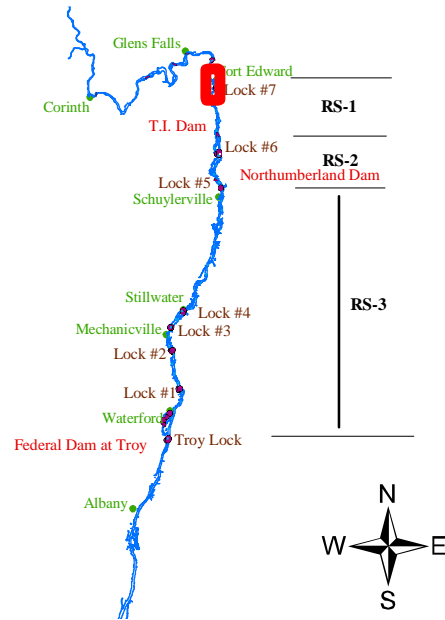 Glens Falls
ort Edward
Corinth
Lock #7
RS-1
T.I. Dam
Lock #6
RS-2
Northumberland Dam
Lock #5
Schuylerville
Stillwater
Lock #4
RS-3
Mechanicville
Lock #3
Lock #2
Lock #1
Waterford
Federal Dam at Troy
Troy Lock
Albany
N
W E
S